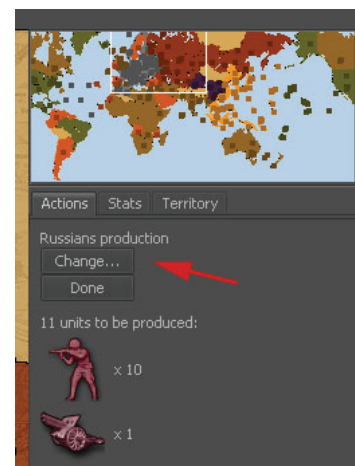 Actions Stats Territory
Russians production
Change...
Done
11 units to be produced:
x 10
x 1